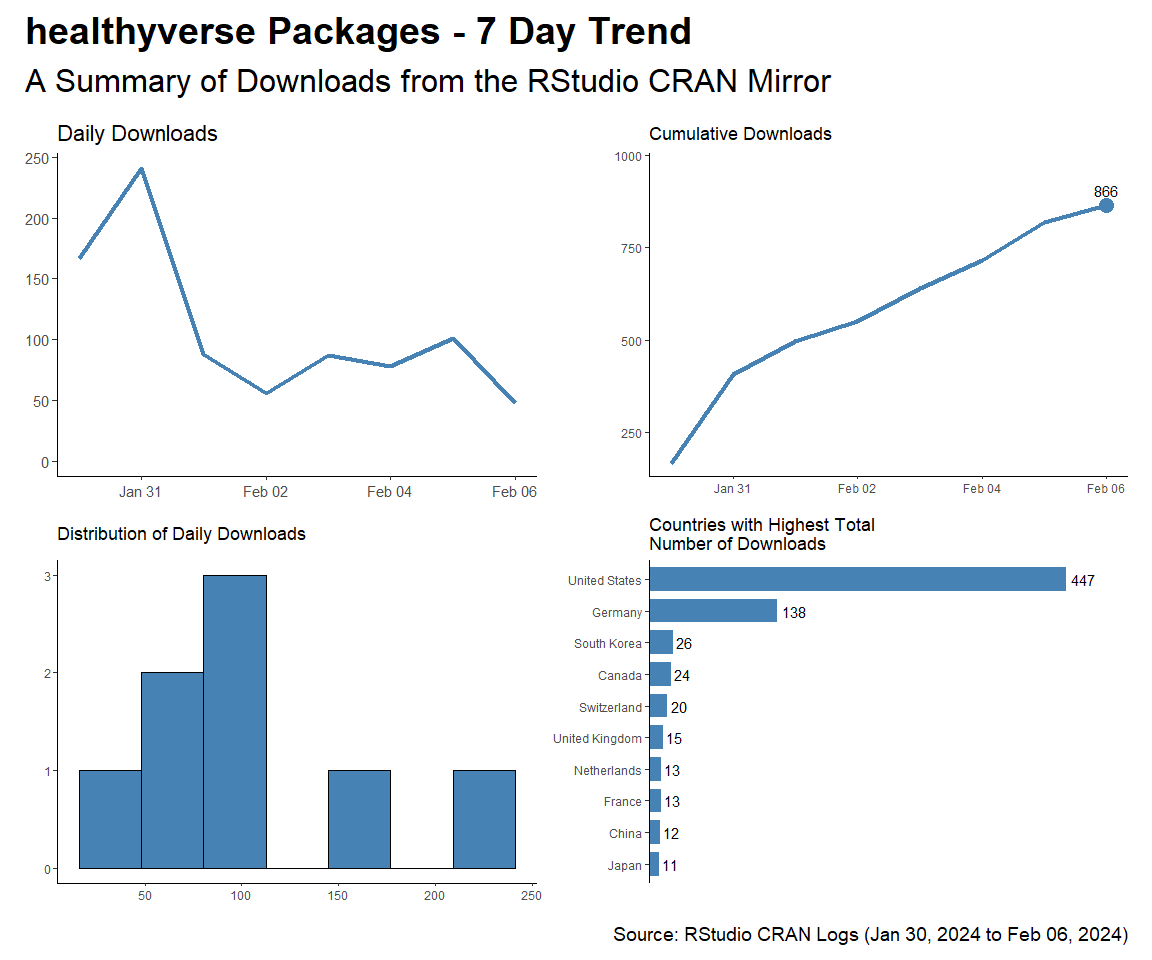 healthyverse Packages - 7 Day Trend
A Summary of Downloads from the RStudio CRAN Mirror
Daily Downloads
250
200
150
100
50
0
Jan 31 Feb 02 Feb 04 Feb 06
Cumulative Downloads
1000
750
500
250
866
Jan 31 Feb 02 Feb 04 Feb 06
Distribution of Daily Downloads
3
2
1
0
50 100 150 200 250
Countries with Highest Total
Number of Downloads
United States 447
Germany 138
South Korea 26
Canada 24
Switzerland 20
United Kingdom 15
Netherlands 13
France 13
China 12
Japan 11
Source: RStudio CRAN Logs (Jan 30, 2024 to Feb 06, 2024)